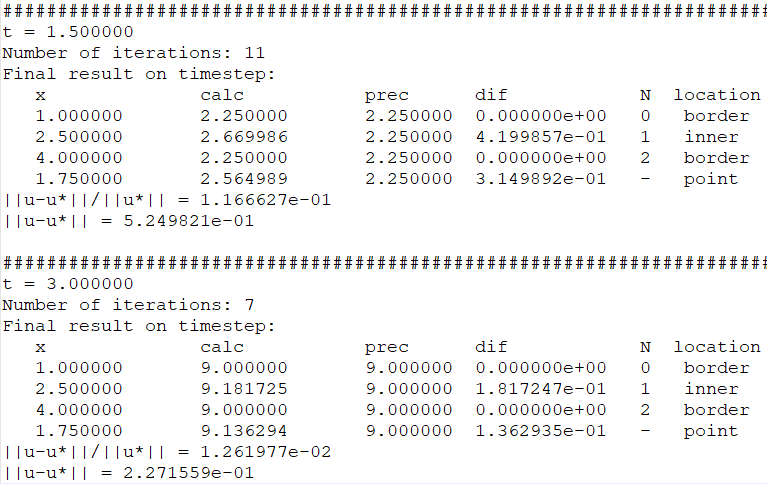 ######################################################################
t = 1.500000
Number of iterations: 11
Final result on timestep:
x calc prec dif N location
1.000000 2.250000 2.250000 0.000000e+00 0 border
2.500000 2.669986 2.250000 4.199857e-01 1 inner
4.000000 2.250000 2.250000 0.000000e+00 2 border
1.750000 2.564989 2.250000 3.149892e-01 - point
||u-u*||/||u*|| = 1.166627e-01
||u-u*|| = 5.249821e-01
######################################################################
t = 3.000000
Number of iterations: 7
Final result on timestep:
x calc prec dif N location
1.000000 9.000000 9.000000 0.000000e+00 0 border
2.500000 9.181725 9.000000 1.817247e-01 1 inner
4.000000 9.000000 9.000000 0.000000e+00 2 border
1.750000 9.136294 9.000000 1.362935e-01 - point
||u-u*||/||u*|| = 1.261977e-02
||u-u*|| = 2.271559e-01